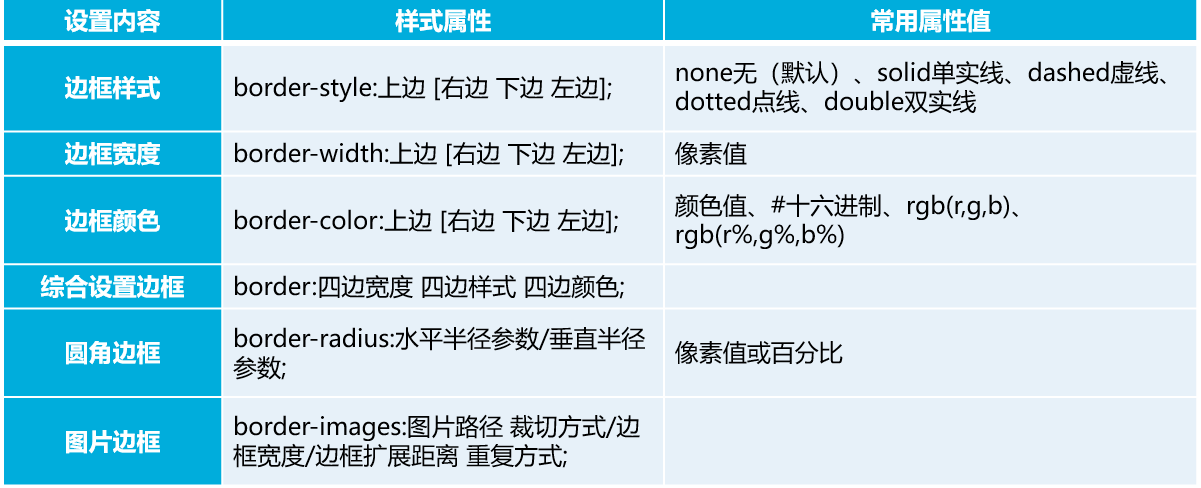 设置内容 样式属性 常用属性值
边框样式 border-style:上边 [右边 下边 左边]; none无（默认）、solid单实线、dashed虚线、
dotted点线、double双实线
边框宽度 border-width:上边 [右边 下边 左边]; 像素值
边框颜色 border-color:上边 [右边 下边 左边]; 颜色值、#十六进制、rgb(r,g,b)、
rgb(r%,g%,b%)
综合设置边框 border:四边宽度 四边样式 四边颜色;
圆角边框 border-radius:水平半径参数/垂直半径
参数; 像素值或百分比
图片边框 border-images:图片路径 裁切方式/边
框宽度/边框扩展距离 重复方式;